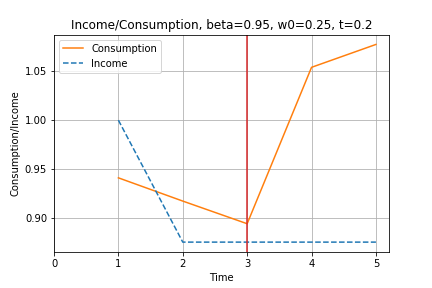 Income/Consumption, beta=0.95, w0=0.25, t=0.2
Consumption
Income
Consumption/Income
1.05
1.00
0.95
0.90
0 1 2 3 4 5
Time